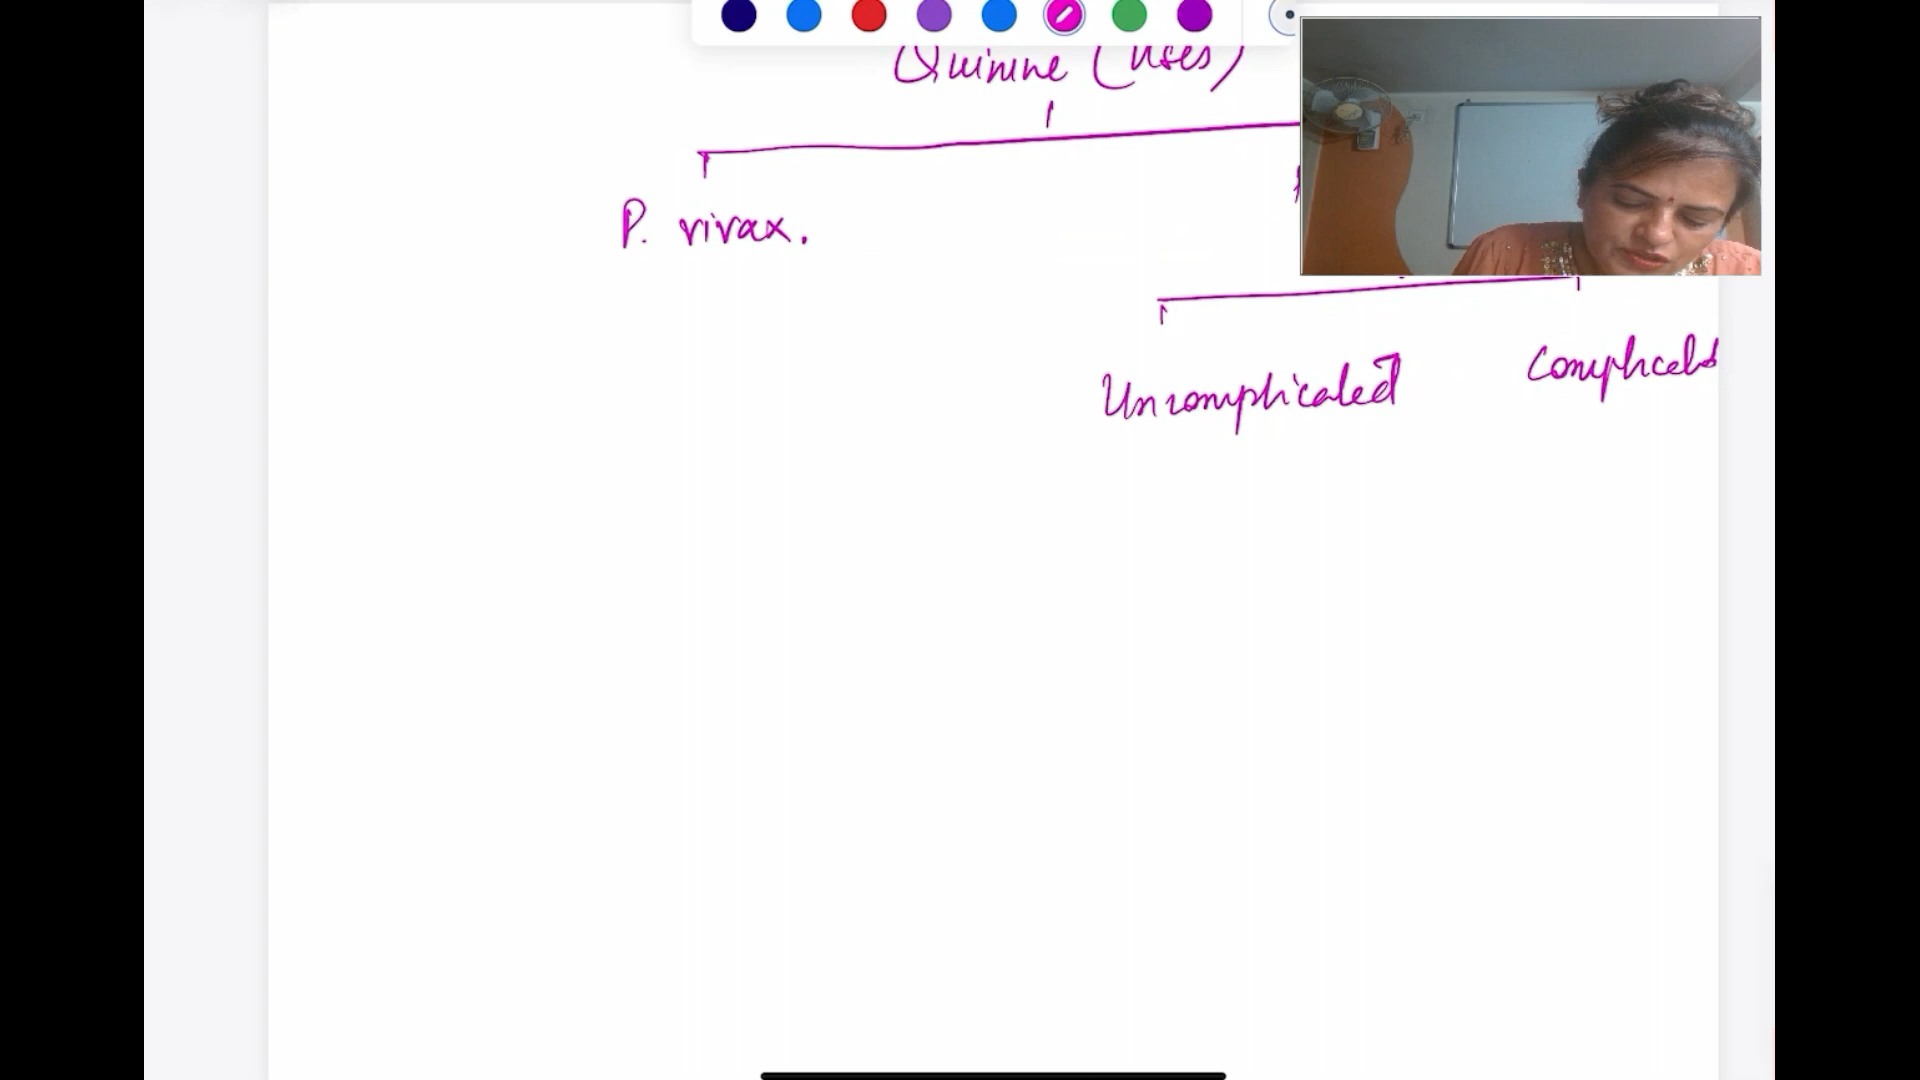 Quinine (uses)
P. vivax.
Uncomplicated
Complicated